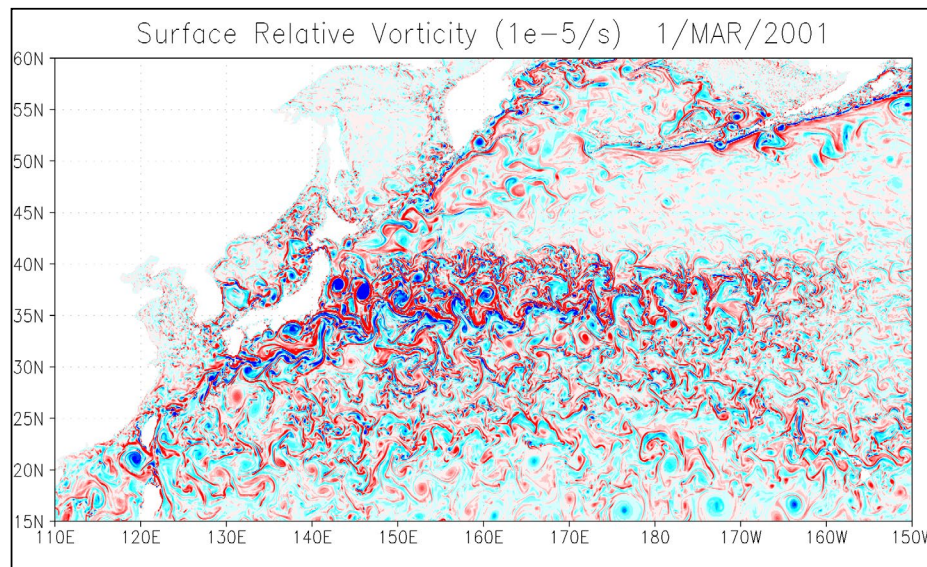 Surface Relative Vorticity (1e-5/s) 1/MAR/2001
60N
55N
50N
45N
40N
35N
30N
25N
20N
15N
110E 120E 130E 140E 150E 160E 170E 180 170W 160W 150W